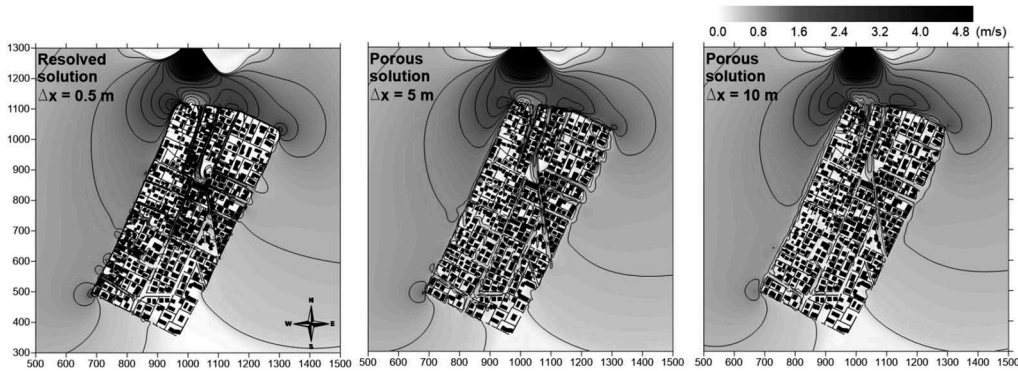 0.0 0.8 1.6 2.4 3.2 4.0 4.8 (m/s)
1300
1200
1100
1000
900
800
700
600
500
400
300
Resolved
solution
Δx = 0.5 m
N
W E
S
500 600 700 800 900 1000 1100 1200 1300 1400 1500
Porous
solution
Δx = 5 m
500 600 700 800 900 1000 1100 1200 1300 1400 1500
Porous
solution
Δx = 10 m
500 600 700 800 900 1000 1100 1200 1300 1400 1500